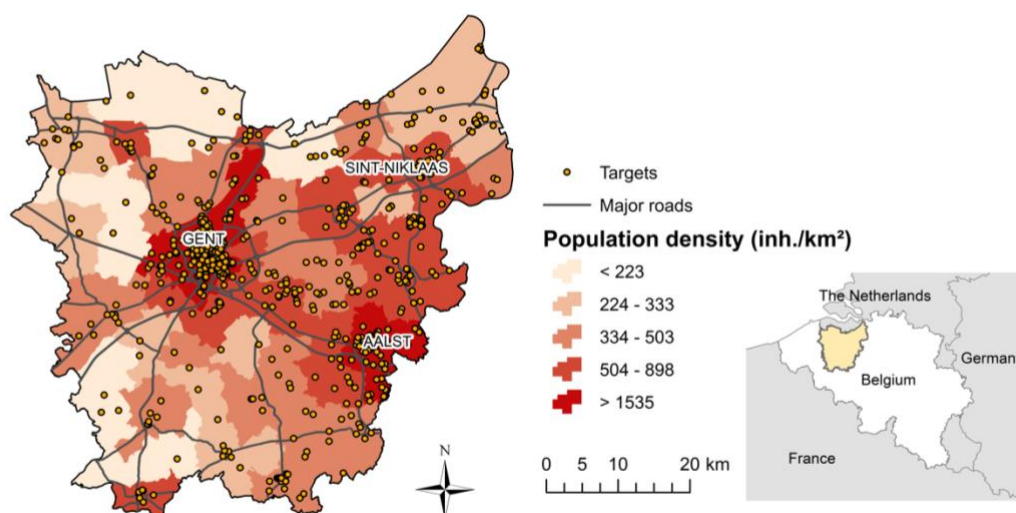 SINT-NIKLAAS
GENT
AALST
N
Targets
Major roads
Population density (inh./km²)
< 223
224 - 333
334 - 503
504 - 898
> 1535
0 5 10 20 km
The Netherlands
German
Belgium
France